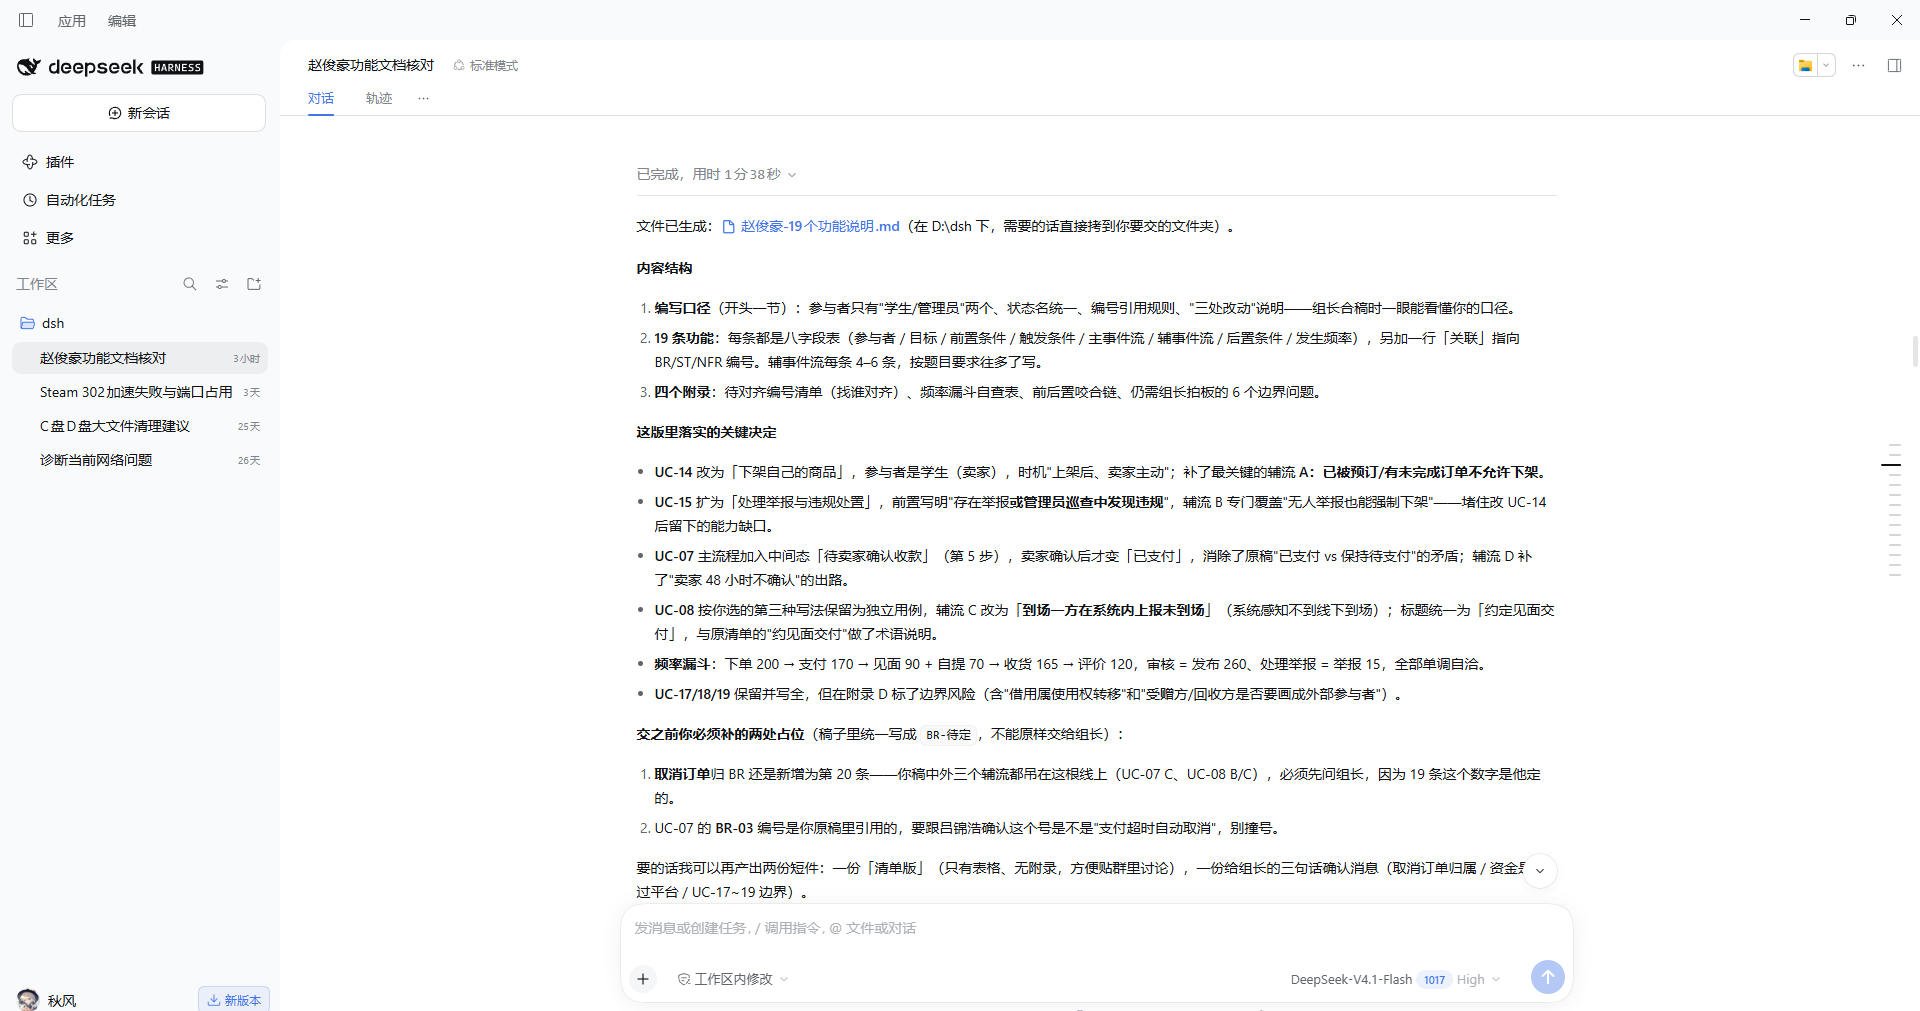 应用 编辑
deepseek HARNESS
新会话
插件
自动化任务
更多
工作区
dsh
赵俊豪功能文档核对 3小时
Steam 302加速失败与端口占用 3天
C盘D盘大文件清理建议 25天
诊断当前网络问题 26天
秋风
新版本
赵俊豪功能文档核对 标准模式
对话 轨迹 ···
已完成，用时 1分38秒
文件已生成：赵俊豪-19个功能说明.md（在 D:\dsh 下，需要的话直接拷到你要交的文件夹）。
内容结构
1. 编写口径（开头一节）：参与者只有"学生/管理员"两个、状态名统一、编号引用规则、"三处改动"说明——组长合稿时一眼能看懂你的口径。
2. 19 条功能：每条都是八字段表（参与者 / 目标 / 前置条件 / 触发条件 / 主事件流 / 辅事件流 / 后置条件 / 发生频率），另加一行「关联」指向
BR/ST/NFR 编号。辅事件流每条 4–6 条，按题目要求往多了写。
3. 四个附录：待对齐编号清单（找谁对齐）、频率漏斗自查表、前后置咬合链、仍需组长拍板的 6 个边界问题。
这版里落实的关键决定
• UC-14 改为「下架自己的商品」，参与者是学生（卖家），时机"上架后、卖家主动"；补了最关键的辅流 A：已被预订/有未完成订单不允许下架。
• UC-15 扩为「处理举报与违规处置」，前置写明"存在举报或管理员巡查中发现违规"，辅流 B 专门覆盖"无人举报也能强制下架"——堵住改 UC-14
后留下的能力缺口。
• UC-07 主流程加入中间态「待卖家确认收款」（第 5 步），卖家确认后才变「已支付」，消除了原稿"已支付 vs 保持待支付"的矛盾；辅流 D 补
了"卖家 48 小时不确认"的出路。
• UC-08 按你选的第三种写法保留为独立用例，辅流 C 改为「到场一方在系统内上报未到场」（系统感知不到线下到场）；标题统一为「约定见面交
付」，与原清单的"约见面交付"做了术语说明。
• 频率漏斗：下单 200 → 支付 170 → 见面 90 + 自提 70 → 收货 165 → 评价 120，审核 = 发布 260、处理举报 = 举报 15，全部单调自洽。
• UC-17/18/19 保留并写全，但在附录 D 标了边界风险（含"借用属使用权转移"和"受赠方/回收方是否要画成外部参与者"）。
交之前你必须补的两处占位（稿子里统一写成 BR-待定，不能原样交给组长）：
1. 取消订单归 BR 还是新增为第 20 条——你稿中外三个辅流都吊在这根线上（UC-07 C、UC-08 B/C），必须先问组长，因为 19 条这个数字是他定
的。
2. UC-07 的 BR-03 编号是你原稿里引用的，要跟吕锦浩确认这个号是不是"支付超时自动取消"，别撞号。
要的话我可以再产出两份短件：一份「清单版」（只有表格、无附录，方便贴群里讨论），一份给组长的三句话确认消息（取消订单归属 / 资金是
过平台 / UC-17~19 边界）。
发消息或创建任务, / 调用指令, @ 文件或对话
工作区内修改
DeepSeek-V4.1-Flash 1017 High